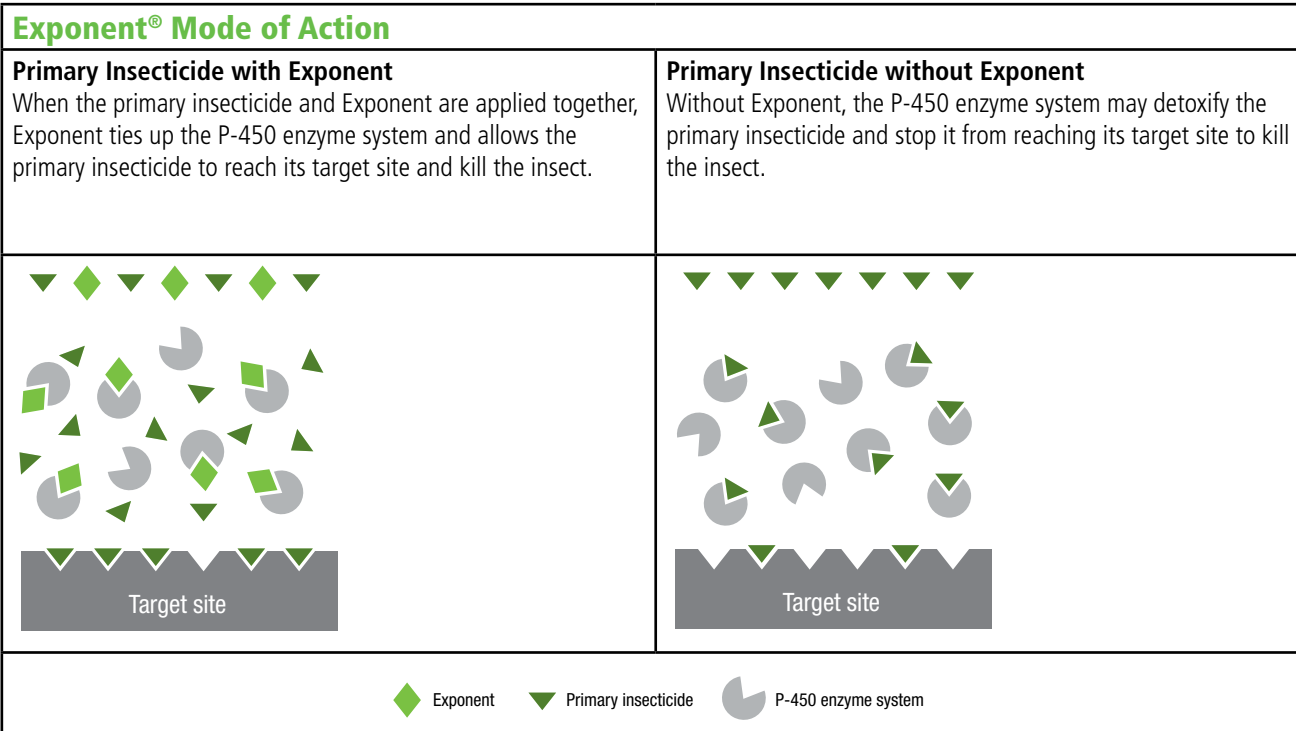 Exponent® Mode of Action
Primary Insecticide with Exponent
When the primary insecticide and Exponent are applied together,
Exponent ties up the P-450 enzyme system and allows the
primary insecticide to reach its target site and kill the insect.
Primary Insecticide without Exponent
Without Exponent, the P-450 enzyme system may detoxify the
primary insecticide and stop it from reaching its target site to kill
the insect.
Target site
Target site
Exponent
Primary insecticide
P-450 enzyme system